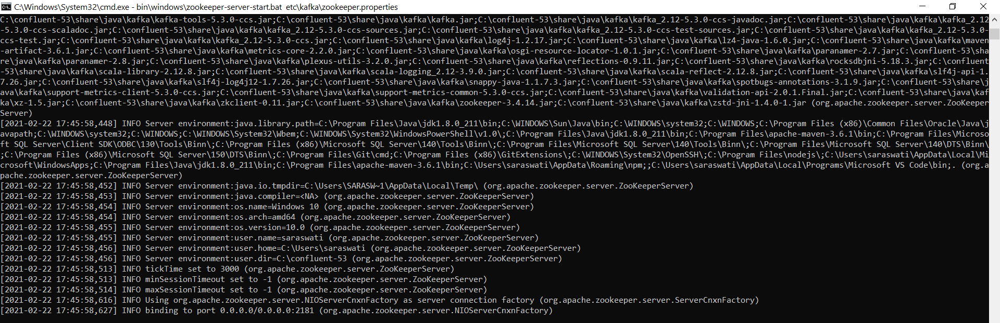 C:\Windows\System32\cmd.exe - bin\windows\zookeeper-server-start.bat  etc\kafka\zookeeper.properties
C:\confluent-53\share\java\kafka\kafka-tools-5.3.0-ccs.jar;C:\confluent-53\share\java\kafka\kafka.jar;C:\confluent-53\share\java\kafka\kafka_2.12-5.3.0-ccs-javadoc.jar;C:\confluent-53\share\java\kafka\kafka_2.12
-5.3.0-ccs-scaladoc.jar;C:\confluent-53\share\java\kafka\kafka_2.12-5.3.0-ccs-sources.jar;C:\confluent-53\share\java\kafka\kafka_2.12-5.3.0-ccs-test-sources.jar;C:\confluent-53\share\java\kafka\kafka_2.12-5.3.0-
ccs-test.jar;C:\confluent-53\share\java\kafka\kafka_2.12-5.3.0-ccs.jar;C:\confluent-53\share\java\kafka\log4j-1.2.17.jar;C:\confluent-53\share\java\kafka\lz4-java-1.6.0.jar;C:\confluent-53\share\java\kafka\maven
-artifact-3.6.1.jar;C:\confluent-53\share\java\kafka\metrics-core-2.2.0.jar;C:\confluent-53\share\java\kafka\osgi-resource-locator-1.0.1.jar;C:\confluent-53\share\java\kafka\paranamer-2.7.jar;C:\confluent-53\sha
re\java\kafka\paranamer-2.8.jar;C:\confluent-53\share\java\kafka\plexus-utils-3.2.0.jar;C:\confluent-53\share\java\kafka\reflections-0.9.11.jar;C:\confluent-53\share\java\kafka\rocksdbjni-5.18.3.jar;C:\confluent
-53\share\java\kafka\scala-library-2.12.8.jar;C:\confluent-53\share\java\kafka\scala-logging_2.12-3.9.0.jar;C:\confluent-53\share\java\kafka\scala-reflect-2.12.8.jar;C:\confluent-53\share\java\kafka\slf4j-api-1.
7.26.jar;C:\confluent-53\share\java\kafka\slf4j-log4j12-1.7.26.jar;C:\confluent-53\share\java\kafka\snappy-java-1.1.7.3.jar;C:\confluent-53\share\java\kafka\spotbugs-annotations-3.1.9.jar;C:\confluent-53\share\j
ava\kafka\support-metrics-client-5.3.0-ccs.jar;C:\confluent-53\share\java\kafka\support-metrics-common-5.3.0-ccs.jar;C:\confluent-53\share\java\kafka\validation-api-2.0.1.Final.jar;C:\confluent-53\share\java\kaf
ka\xz-1.5.jar;C:\confluent-53\share\java\kafka\zkclient-0.11.jar;C:\confluent-53\share\java\kafka\zookeeper-3.4.14.jar;C:\confluent-53\share\java\kafka\zstd-jni-1.4.0-1.jar (org.apache.zookeeper.server.ZooKeeper
Server)
[2021-02-22 17:45:58,448] INFO Server environment:java.library.path=C:\Program Files\Java\jdk1.8.0_211\bin;C:\WINDOWS\Sun\Java\bin;C:\WINDOWS\system32;C:\WINDOWS;C:\Program Files (x86)\Common Files\Oracle\Java\j
avapath;C:\WINDOWS\system32;C:\WINDOWS;C:\WINDOWS\System32\Wbem;C:\WINDOWS\System32\WindowsPowerShell\v1.0\;C:\Program Files\Java\jdk1.8.0_211\bin;C:\Program Files\apache-maven-3.6.1\bin;C:\Program Files\Microso
ft SQL Server\Client SDK\ODBC\130\Tools\Binn\;C:\Program Files (x86)\Microsoft SQL Server\140\Tools\Binn\;C:\Program Files\Microsoft SQL Server\140\Tools\Binn\;C:\Program Files\Microsoft SQL Server\140\DTS\Binn\
;C:\Program Files (x86)\Microsoft SQL Server\150\DTS\Binn\;C:\Program Files\Git\cmd;C:\Program Files (x86)\GitExtensions\;C:\WINDOWS\System32\OpenSSH\;C:\Program Files\nodejs\;C:\Users\saraswati\AppData\Local\Mi
crosoft\WindowsApps;C:\Program Files\Java\jdk1.8.0_211\bin;C:\Program Files\apache-maven-3.6.1\bin;C:\Users\saraswati\AppData\Roaming\npm;;C:\Users\saraswati\AppData\Local\Programs\Microsoft VS Code\bin;. (org.a
pache.zookeeper.server.ZooKeeperServer)
[2021-02-22 17:45:58,452] INFO Server environment:java.io.tmpdir=C:\Users\SARASW~1\AppData\Local\Temp\ (org.apache.zookeeper.server.ZooKeeperServer)
[2021-02-22 17:45:58,453] INFO Server environment:java.compiler=<NA> (org.apache.zookeeper.server.ZooKeeperServer)
[2021-02-22 17:45:58,454] INFO Server environment:os.name=Windows 10 (org.apache.zookeeper.server.ZooKeeperServer)
[2021-02-22 17:45:58,454] INFO Server environment:os.arch=amd64 (org.apache.zookeeper.server.ZooKeeperServer)
[2021-02-22 17:45:58,455] INFO Server environment:os.version=10.0 (org.apache.zookeeper.server.ZooKeeperServer)
[2021-02-22 17:45:58,455] INFO Server environment:user.name=saraswati (org.apache.zookeeper.server.ZooKeeperServer)
[2021-02-22 17:45:58,456] INFO Server environment:user.home=C:\Users\saraswati (org.apache.zookeeper.server.ZooKeeperServer)
[2021-02-22 17:45:58,456] INFO Server environment:user.dir=C:\confluent-53 (org.apache.zookeeper.server.ZooKeeperServer)
[2021-02-22 17:45:58,513] INFO tickTime set to 3000 (org.apache.zookeeper.server.ZooKeeperServer)
[2021-02-22 17:45:58,513] INFO minSessionTimeout set to -1 (org.apache.zookeeper.server.ZooKeeperServer)
[2021-02-22 17:45:58,514] INFO maxSessionTimeout set to -1 (org.apache.zookeeper.server.ZooKeeperServer)
[2021-02-22 17:45:58,616] INFO Using org.apache.zookeeper.server.NIOServerCnxnFactory as server connection factory (org.apache.zookeeper.server.ServerCnxnFactory)
[2021-02-22 17:45:58,627] INFO binding to port 0.0.0.0/0.0.0.0:2181 (org.apache.zookeeper.server.NIOServerCnxnFactory)